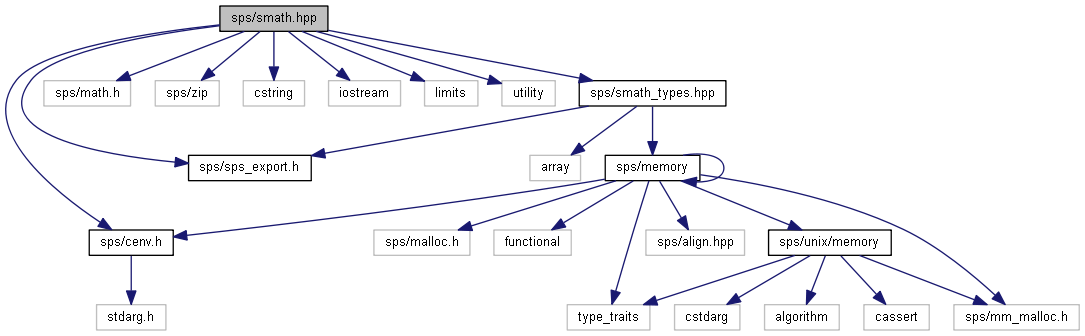 sps/smath.hpp
sps/math.h
sps/zip
cstring
iostream
limits
utility
sps/smath_types.hpp
sps/sps_export.h
array
sps/memory
sps/cenv.h
sps/malloc.h
functional
sps/align.hpp
sps/unix/memory
stdarg.h
type_traits
cstdarg
algorithm
cassert
sps/mm_malloc.h